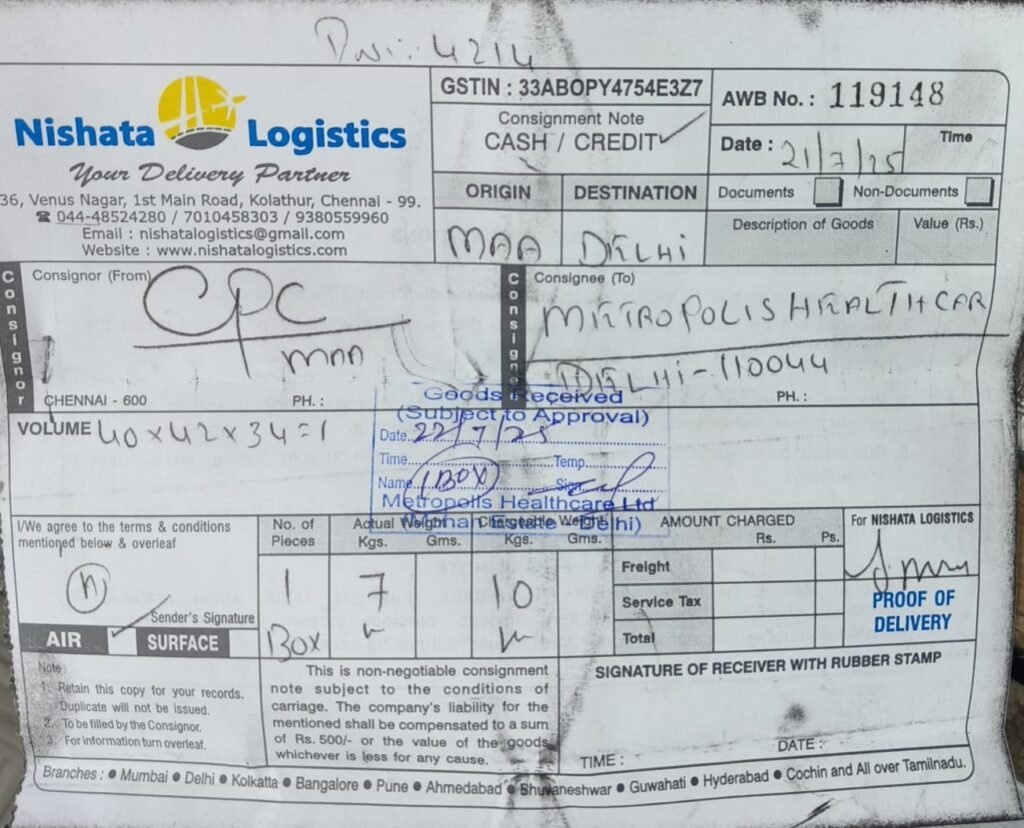 4214
Nishata Logistics
Your Delivery Partner
36, Venus Nagar, 1st Main Road, Kolathur, Chennai - 99.
☎ 044-48524280 / 7010458303 / 9380559960
Email : nishatalogistics@gmail.com
Website : www.nishatalogistics.com
GSTIN : 33ABOPY4754E3Z7
Consignment Note
CASH / CREDIT ✓
AWB No. : 119148
Date : 21/7/25
Time
ORIGIN DESTINATION
MAA DELHI
Documents Non-Documents
Description of Goods Value (Rs.)
Consignor
Consignor (From)
CPC
MAA
CHENNAI - 600 PH. :
Consignee
Consignee (To)
METROPOLIS HEALTHCAR
DELHI-110044
PH. :
VOLUME 40x42x34=1
Goods Received
(Subject to Approval)
Date 22/7/25
Time Temp
Name (1BOX) Sign
Metropolis Healthcare Ltd
Estate - Delhi)
I/We agree to the terms & conditions
mentioned below & overleaf
Sender's Signature
AIR ✓ SURFACE
No. of
Pieces
1
BOX
Actual Weight
Kgs. Gms.
7
Chargeable Weight
Kgs. Gms.
10
AMOUNT CHARGED
Rs. Ps.
Freight
Service Tax
Total
For NISHATA LOGISTICS
PROOF OF
DELIVERY
Note:
1. Retain this copy for your records.
Duplicate will not be issued.
2. To be filled by the Consignor.
3. For information turn overleaf.
This is non-negotiable consignment
note subject to the conditions of
carriage. The company's liability for the
mentioned shall be compensated to a sum
of Rs. 500/- or the value of the goods
whichever is less for any cause.
SIGNATURE OF RECEIVER WITH RUBBER STAMP
TIME : DATE :
Branches : ● Mumbai ● Delhi ● Kolkatta ● Bangalore ● Pune ● Ahmedabad ● Bhuvaneshwar ● Guwahati ● Hyderabad ● Cochin and All over Tamilnadu.